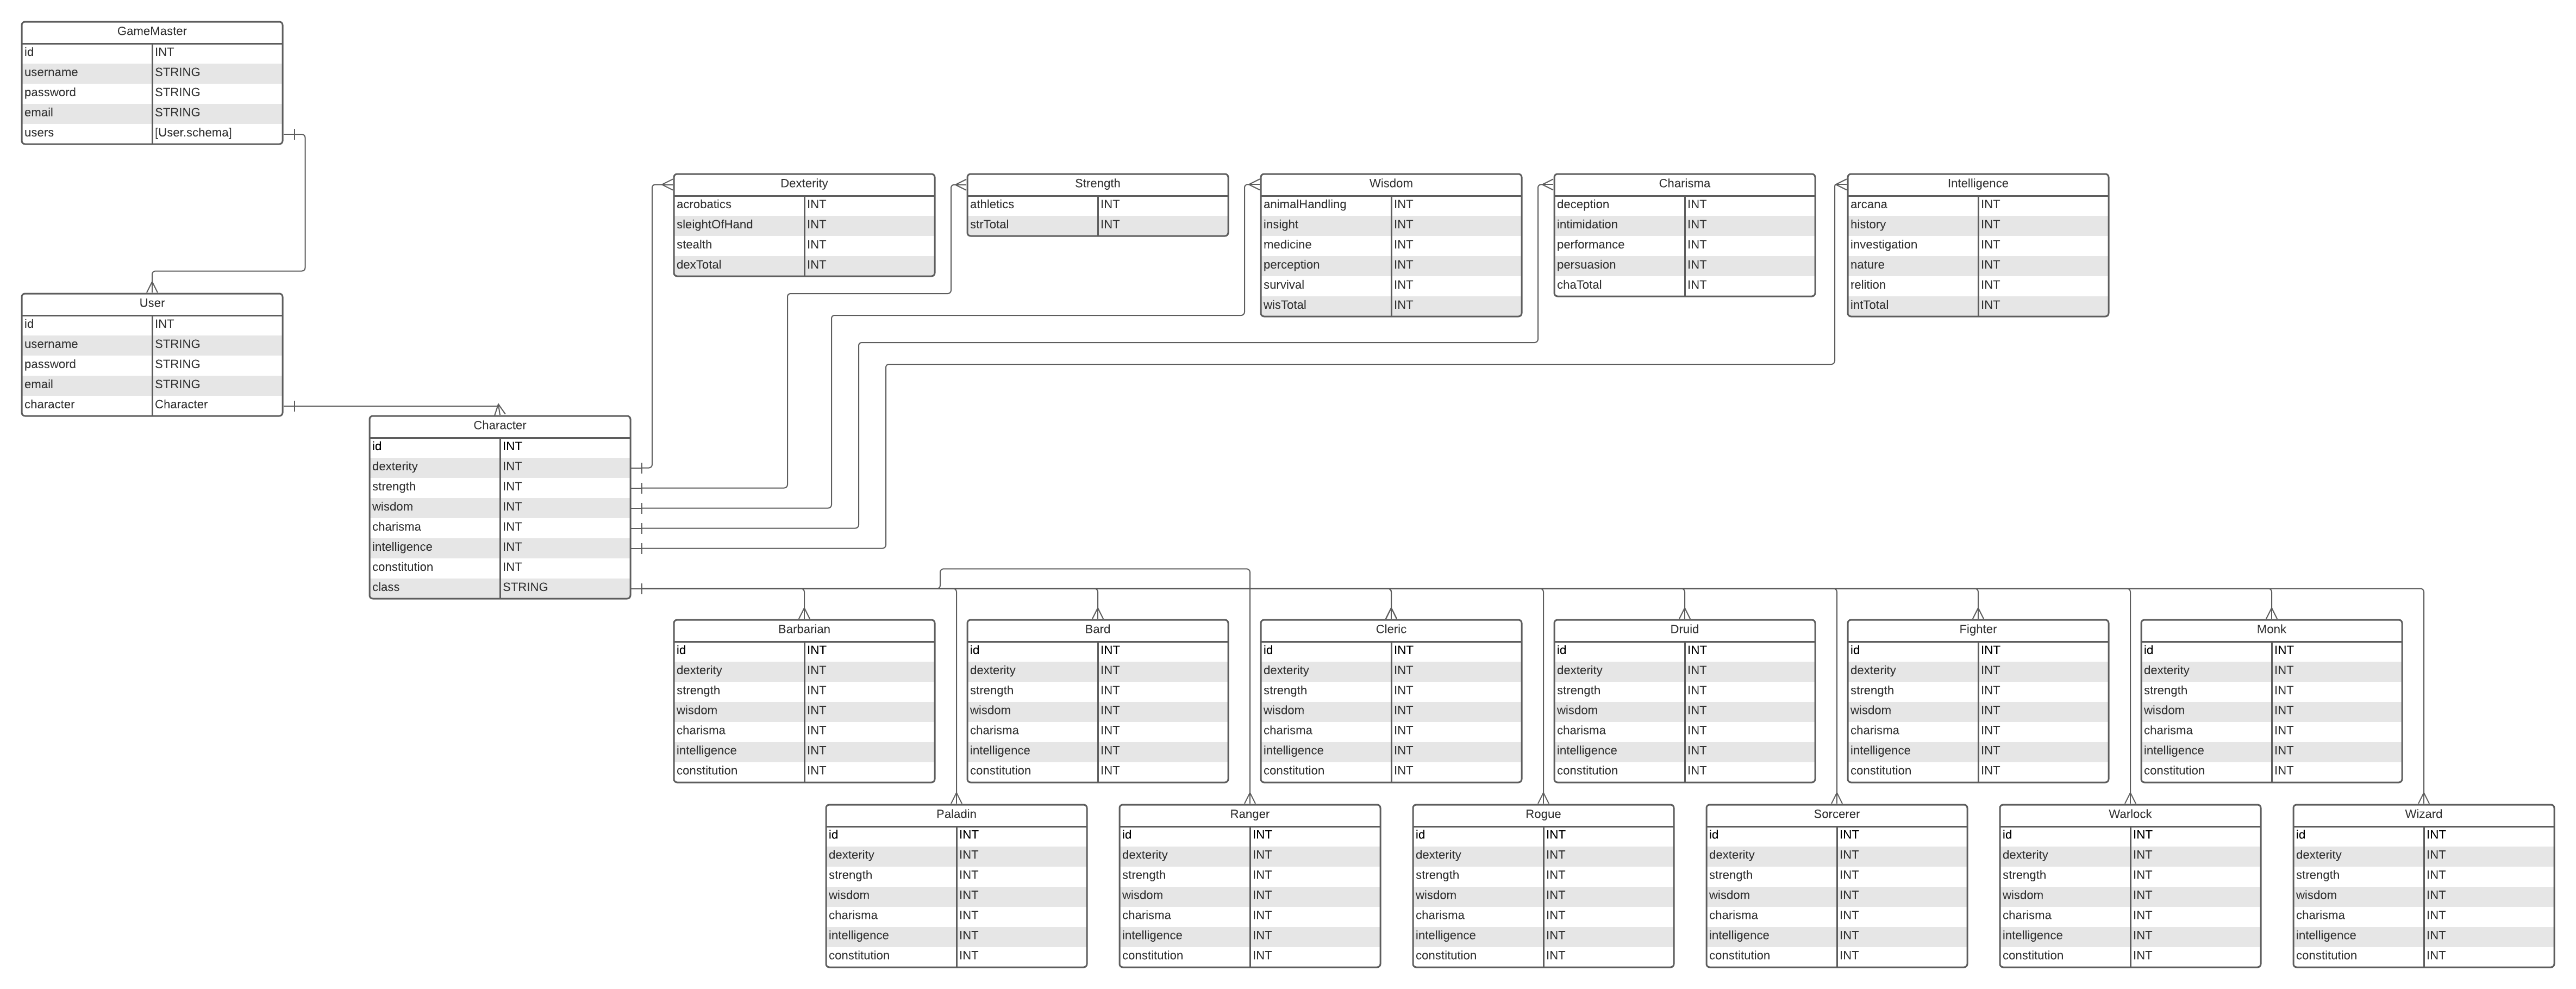 GameMaster
id INT
username STRING
password STRING
email STRING
users [User.schema]
Dexterity
acrobatics INT
sleightOfHand INT
stealth INT
dexTotal INT
Strength
athletics INT
strTotal INT
Wisdom
animalHandling INT
insight INT
medicine INT
perception INT
survival INT
wisTotal INT
Charisma
deception INT
intimidation INT
performance INT
persuasion INT
chaTotal INT
Intelligence
arcana INT
history INT
investigation INT
nature INT
relition INT
intTotal INT
User
id INT
username STRING
password STRING
email STRING
character Character
Character
id INT
dexterity INT
strength INT
wisdom INT
charisma INT
intelligence INT
constitution INT
class STRING
Barbarian
id INT
dexterity INT
strength INT
wisdom INT
charisma INT
intelligence INT
constitution INT
Bard
id INT
dexterity INT
strength INT
wisdom INT
charisma INT
intelligence INT
constitution INT
Cleric
id INT
dexterity INT
strength INT
wisdom INT
charisma INT
intelligence INT
constitution INT
Druid
id INT
dexterity INT
strength INT
wisdom INT
charisma INT
intelligence INT
constitution INT
Fighter
id INT
dexterity INT
strength INT
wisdom INT
charisma INT
intelligence INT
constitution INT
Monk
id INT
dexterity INT
strength INT
wisdom INT
charisma INT
intelligence INT
constitution INT
Paladin
id INT
dexterity INT
strength INT
wisdom INT
charisma INT
intelligence INT
constitution INT
Ranger
id INT
dexterity INT
strength INT
wisdom INT
charisma INT
intelligence INT
constitution INT
Rogue
id INT
dexterity INT
strength INT
wisdom INT
charisma INT
intelligence INT
constitution INT
Sorcerer
id INT
dexterity INT
strength INT
wisdom INT
charisma INT
intelligence INT
constitution INT
Warlock
id INT
dexterity INT
strength INT
wisdom INT
charisma INT
intelligence INT
constitution INT
Wizard
id INT
dexterity INT
strength INT
wisdom INT
charisma INT
intelligence INT
constitution INT